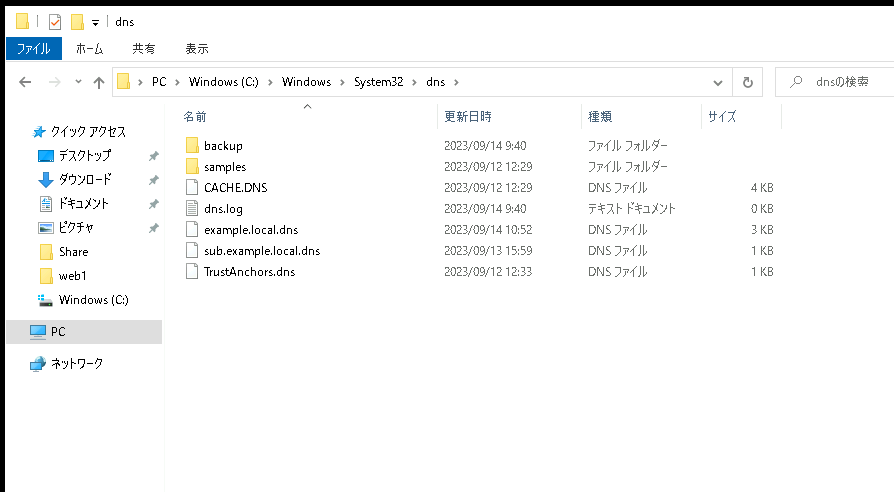 dns
ファイル ホーム 共有 表示
PC Windows (C:) Windows System32 dns dnsの検索
名前 更新日時 種類 サイズ
クイック アクセス
デスクトップ
ダウンロード
ドキュメント
ピクチャ
Share
web1
Windows (C:)
PC
ネットワーク
backup 2023/09/14 9:40 ファイル フォルダー
samples 2023/09/12 12:29 ファイル フォルダー
CACHE.DNS 2023/09/12 12:29 DNS ファイル 4 KB
dns.log 2023/09/14 9:40 テキスト ドキュメント 0 KB
example.local.dns 2023/09/14 10:52 DNS ファイル 3 KB
sub.example.local.dns 2023/09/13 15:59 DNS ファイル 1 KB
TrustAnchors.dns 2023/09/12 12:33 DNS ファイル 1 KB